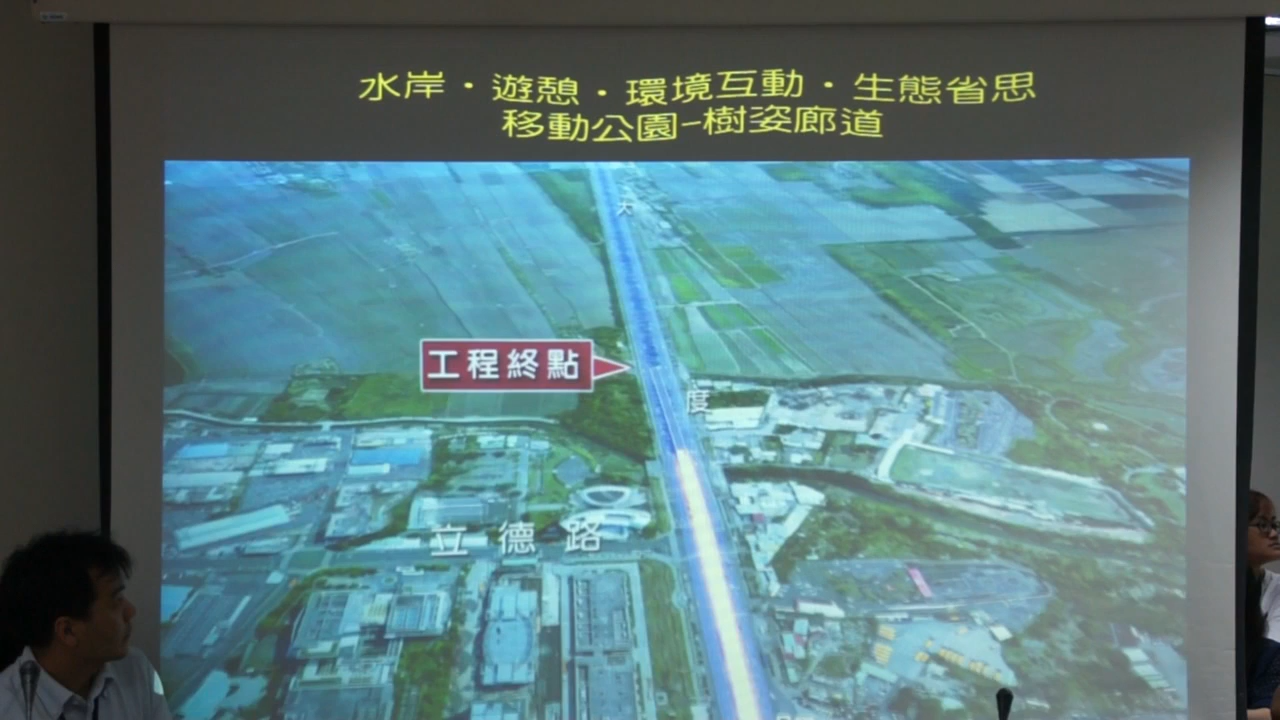 水岸・遊憩・環境互動・生態省思
移動公園-樹姿廊道
大
工程終點
度
立德路